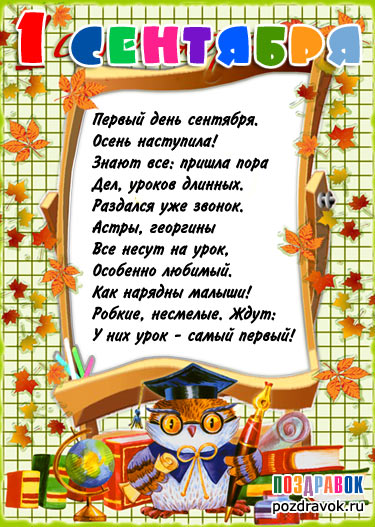 1 СЕНТЯБРЯ
Первый день сентября.
Осень наступила!
Знают все: пришла пора
Дел, уроков длинных.
Раздался уже звонок.
Астры, георгины
Все несут на урок,
Особенно любимый.
Как нарядны малыши!
Робкие, несмелые. Ждут:
У них урок - самый первый!
ПОЗДРАВОК
pozdravok.ru